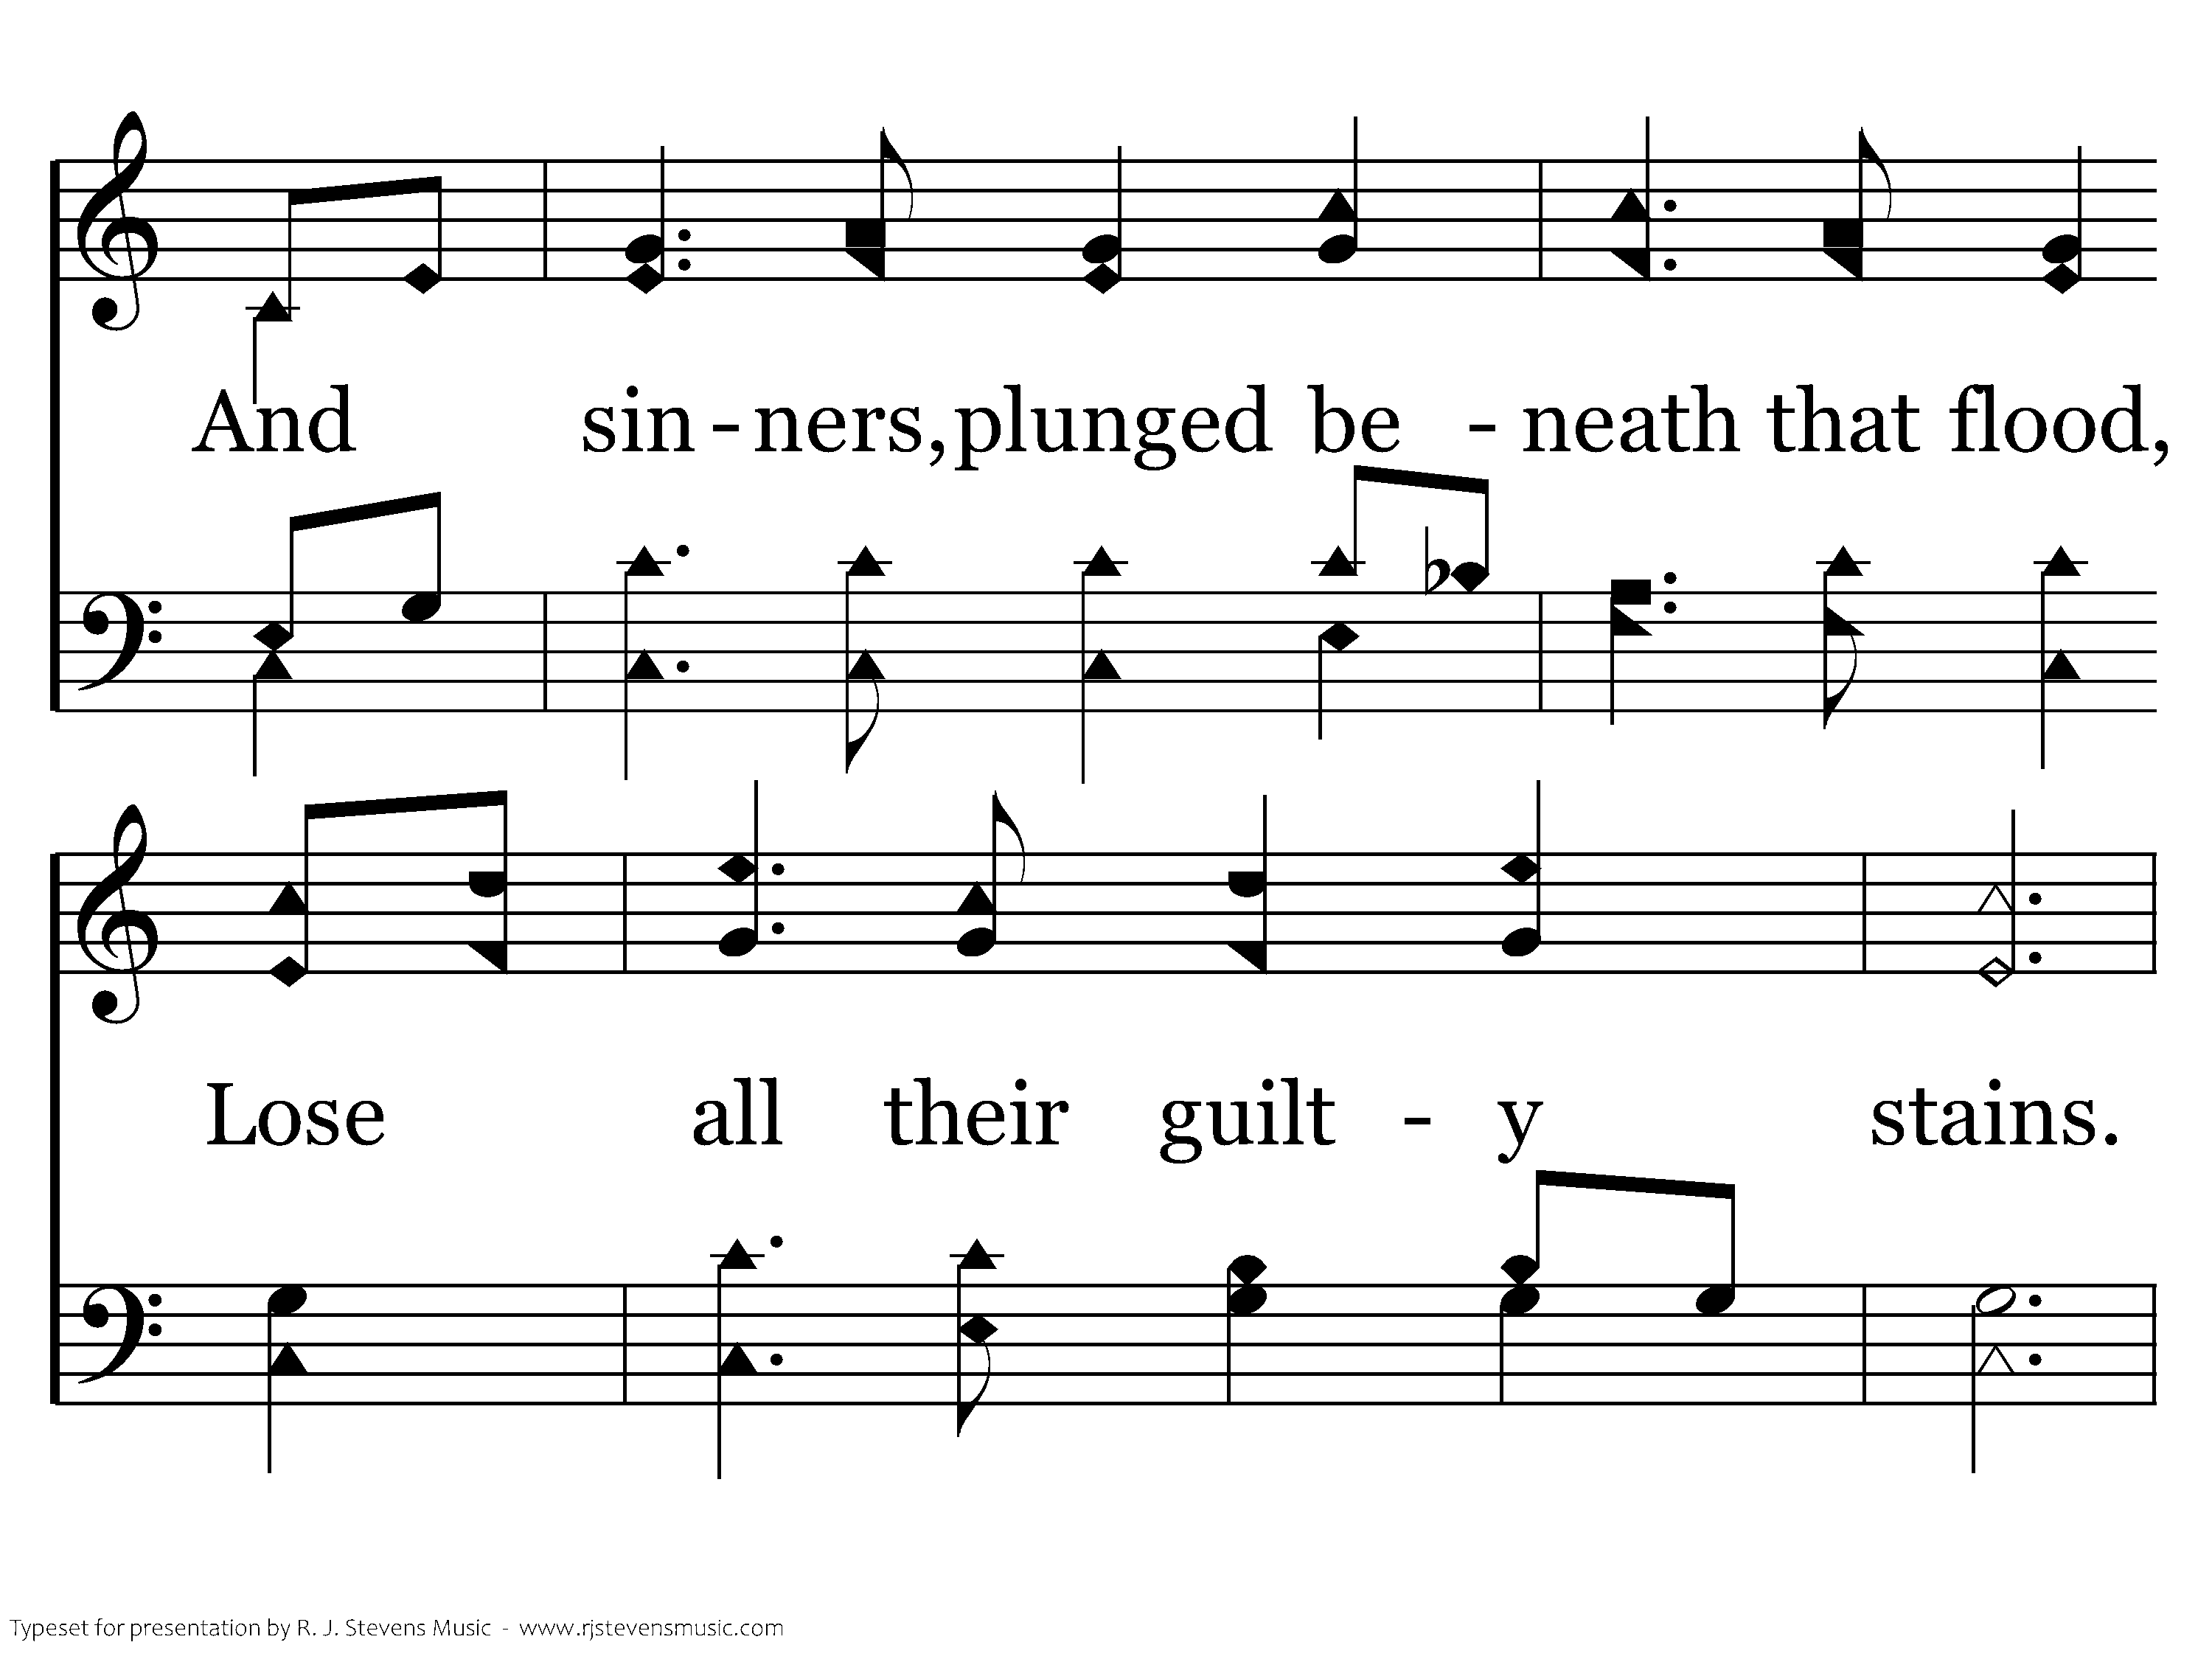 And sin - ners, plunged be - neath that flood,
Lose all their guilt - y stains.
Typeset for presentation by R. J. Stevens Music - www.rjstevensmusic.com